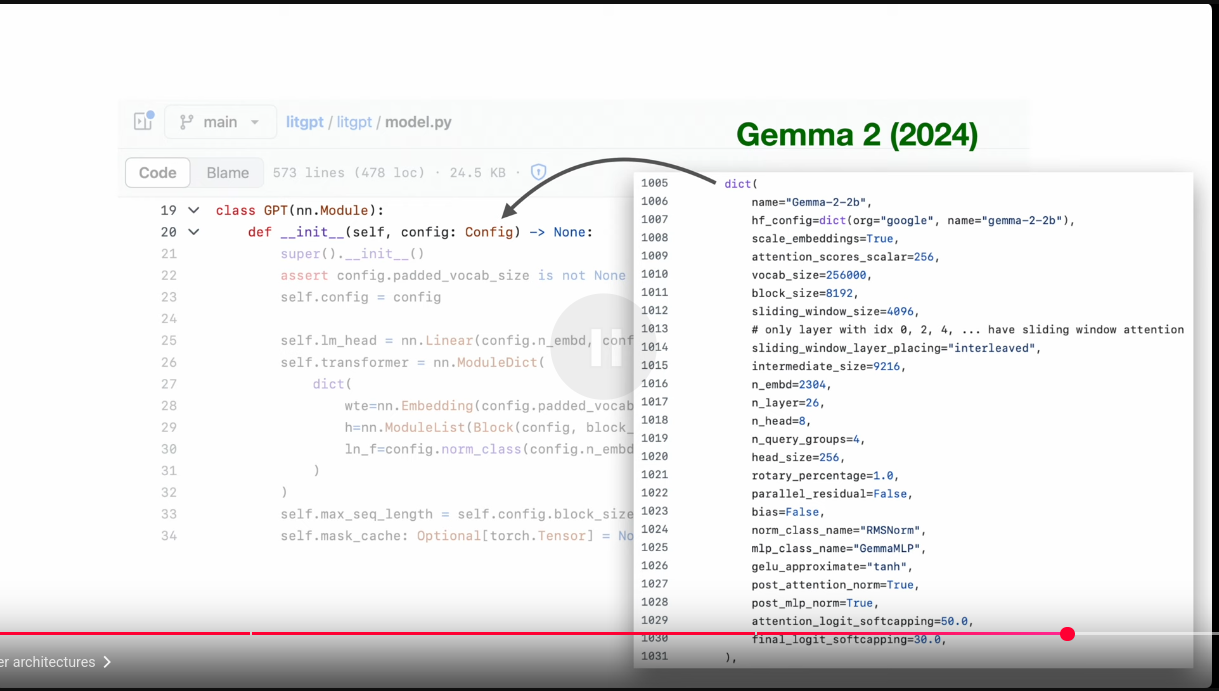 main
litgpt / litgpt / model.py
Gemma 2 (2024)
Code Blame 573 lines (478 loc) · 24.5 KB ·
19 class GPT(nn.Module):
20 def __init__(self, config: Config) -> None:
21 super().__init__()
22 assert config.padded_vocab_size is not None
23 self.config = config
24
25 self.lm_head = nn.Linear(config.n_embd, conf
26 self.transformer = nn.ModuleDict(
27 dict(
28 wte=nn.Embedding(config.padded_vocab
29 h=nn.ModuleList(Block(config, block_
30 ln_f=config.norm_class(config.n_embd
31 )
32 )
33 self.max_seq_length = self.config.block_size
34 self.mask_cache: Optional[torch.Tensor] = No
1005 dict(
1006 name="Gemma-2-2b",
1007 hf_config=dict(org="google", name="gemma-2-2b"),
1008 scale_embeddings=True,
1009 attention_scores_scalar=256,
1010 vocab_size=256000,
1011 block_size=8192,
1012 sliding_window_size=4096,
1013 # only layer with idx 0, 2, 4, ... have sliding window attention
1014 sliding_window_layer_placing="interleaved",
1015 intermediate_size=9216,
1016 n_embd=2304,
1017 n_layer=26,
1018 n_head=8,
1019 n_query_groups=4,
1020 head_size=256,
1021 rotary_percentage=1.0,
1022 parallel_residual=False,
1023 bias=False,
1024 norm_class_name="RMSNorm",
1025 mlp_class_name="GemmaMLP",
1026 gelu_approximate="tanh",
1027 post_attention_norm=True,
1028 post_mlp_norm=True,
1029 attention_logit_softcapping=50.0,
1030 final_logit_softcapping=30.0,
1031 ),
er architectures